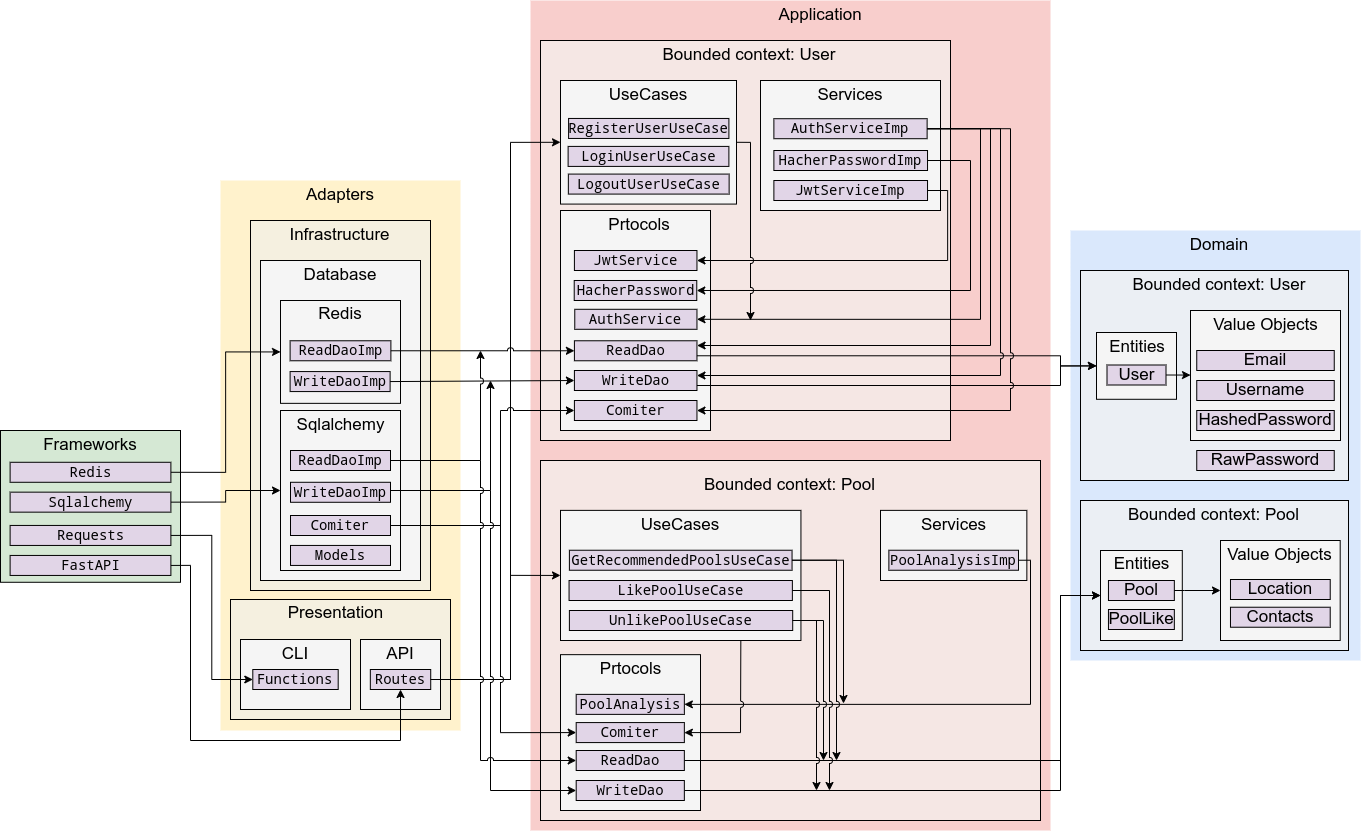 Frameworks
Redis
Sqlalchemy
Requests
FastAPI
Adapters
Infrastructure
Database
Redis
ReadDaoImp
WriteDaoImp
Sqlalchemy
ReadDaoImp
WriteDaoImp
Comiter
Models
Presentation
CLI
Functions
API
Routes
Application
Bounded context: User
UseCases
RegisterUserUseCase
LoginUserUseCase
LogoutUserUseCase
Services
AuthServiceImp
HacherPasswordImp
JwtServiceImp
Prtocols
JwtService
HacherPassword
AuthService
ReadDao
WriteDao
Comiter
Bounded context: Pool
UseCases
GetRecommendedPoolsUseCase
LikePoolUseCase
UnlikePoolUseCase
Services
PoolAnalysisImp
Prtocols
PoolAnalysis
Comiter
ReadDao
WriteDao
Domain
Bounded context: User
Entities
User
Value Objects
Email
Username
HashedPassword
RawPassword
Bounded context: Pool
Entities
Pool
PoolLike
Value Objects
Location
Contacts